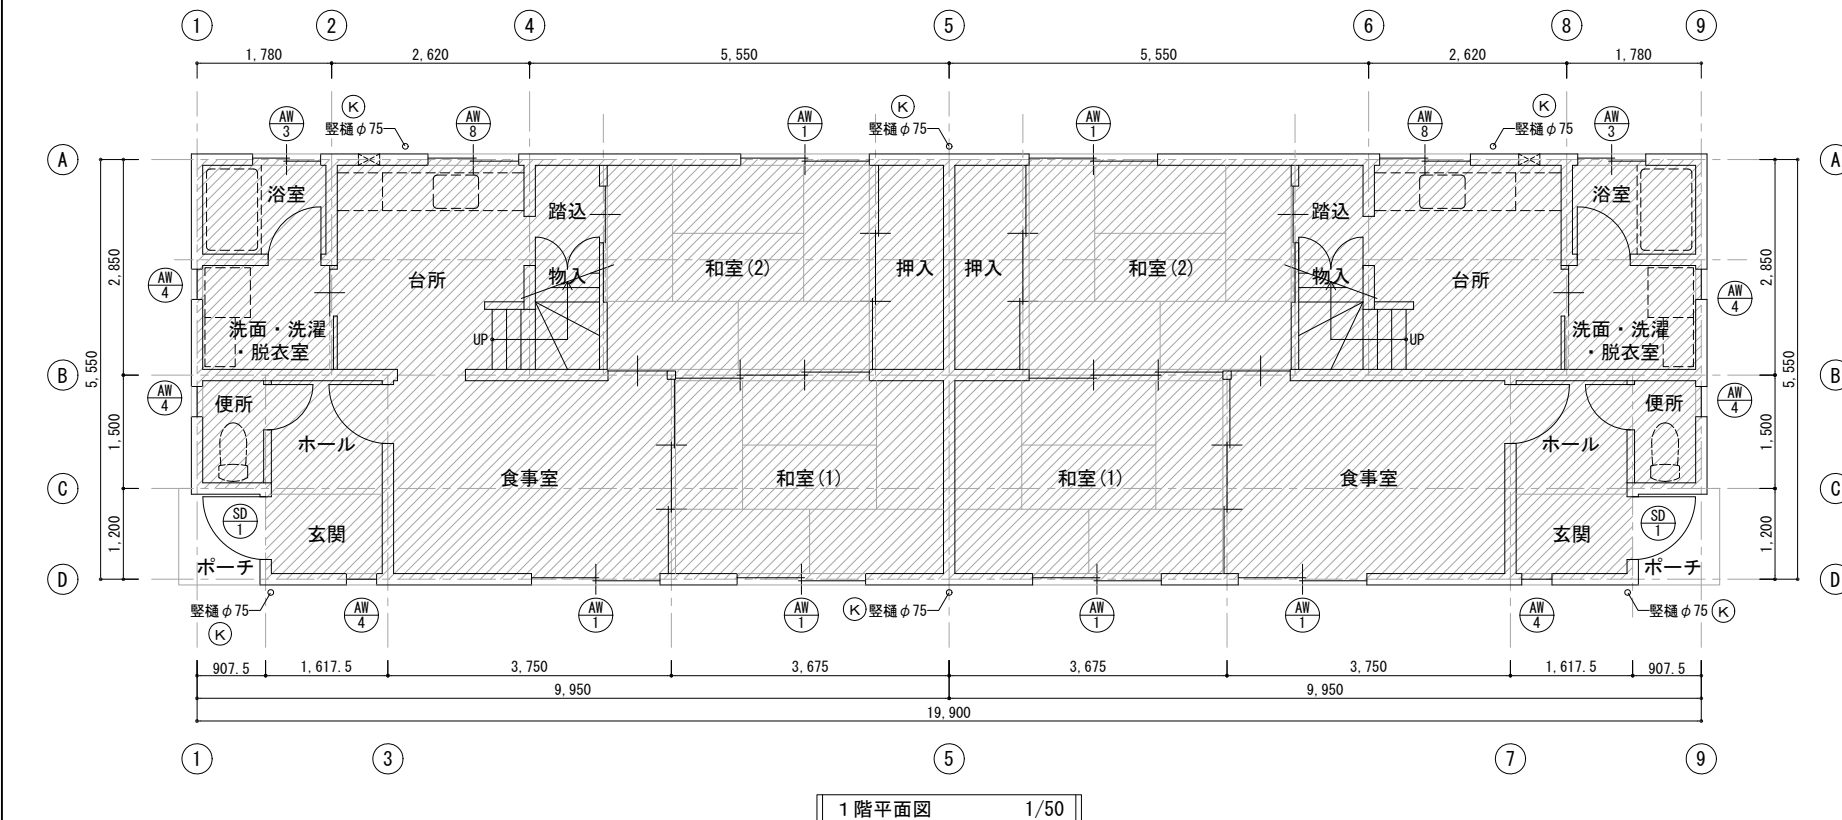 1 2 4 5 6 8 9
1,780 2,620 5,550 5,550 2,620 1,780
AW 3
K
竪樋φ75
AW 8
AW 1
K
竪樋φ75
AW 1
AW 8
K
竪樋φ75
AW 3
A A
浴室 踏込 踏込 浴室
台所 物入 和室(2) 押入 押入 和室(2) 物入 台所
AW 4
AW 4
2,850 2,850
洗面・洗濯
・脱衣室
UP UP
洗面・洗濯
・脱衣室
5,550 5,550
B B
AW 4
AW 4
便所 便所
1,500 1,500
ホール ホール
食事室 和室(1) 和室(1) 食事室
C C
SD 1
SD 1
玄関 玄関
1,200 1,200
ポーチ ポーチ
D D
竪樋φ75
K
AW 4
AW 1
AW 1
K 竪樋φ75
AW 1
AW 1
AW 4
竪樋φ75 K
907.5 1,617.5 3,750 3,675 3,675 3,750 1,617.5 907.5
9,950 9,950
19,900
1 3 5 7 9
1階平面図 1/50